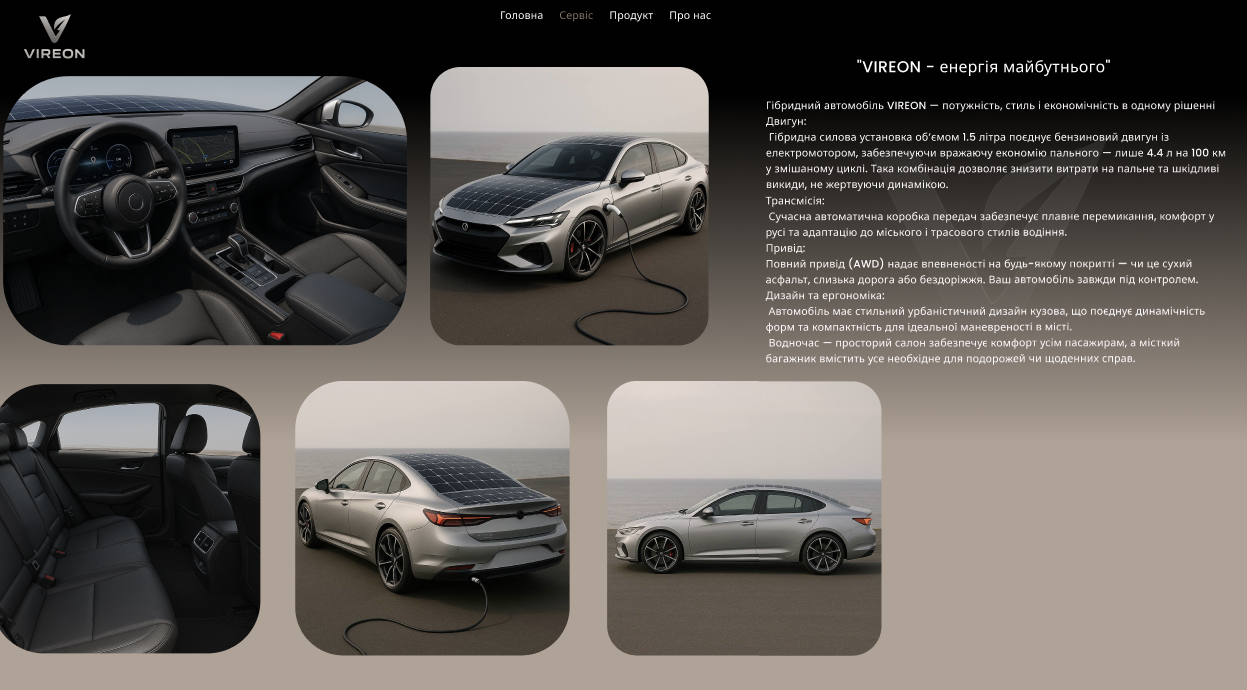 VIREON
Головна Сервіс Продукт Про нас
"VIREON - енергія майбутнього"
Гібридний автомобіль VIREON — потужність, стиль і економічність в одному рішенні
Двигун:
Гібридна силова установка об’ємом 1.5 літра поєднує бензиновий двигун із
електромотором, забезпечуючи вражаючу економію пального — лише 4.4 л на 100 км
у змішаному циклі. Така комбінація дозволяє знизити витрати на пальне та шкідливі
викиди, не жертвуючи динамікою.
Трансмісія:
Сучасна автоматична коробка передач забезпечує плавне перемикання, комфорт у
русі та адаптацію до міського і трасового стилів водіння.
Привід:
Повний привід (AWD) надає впевненості на будь-якому покритті — чи це сухий
асфальт, слизька дорога або бездоріжжя. Ваш автомобіль завжди під контролем.
Дизайн та ергономіка:
Автомобіль має стильний урбаністичний дизайн кузова, що поєднує динамічність
форм та компактність для ідеальної маневреності в місті.
Водночас — просторий салон забезпечує комфорт усім пасажирам, а місткий
багажник вмістить усе необхідне для подорожей чи щоденних справ.